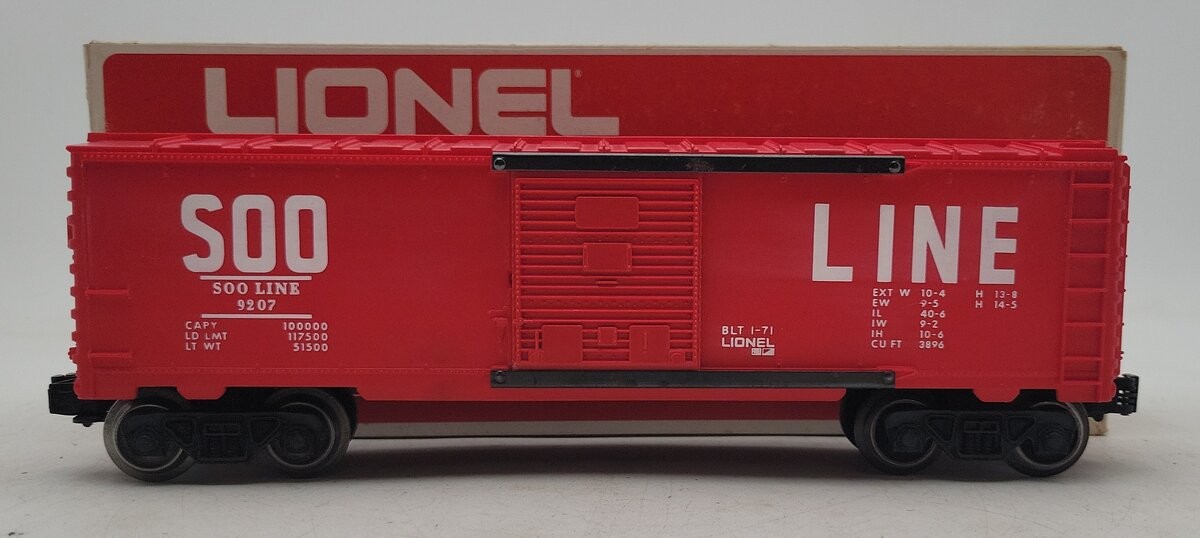 LIONEL®
SOO
SOO LINE
9207
CAPY 100000
LD LMT 117500
LT WT 51500
BLT 1-71
LIONEL
LINE
EXT W 10-4 H 13-8
EW 9-5 H 14-5
IL 40-6
IW 9-2
IH 10-6
CU FT 3896